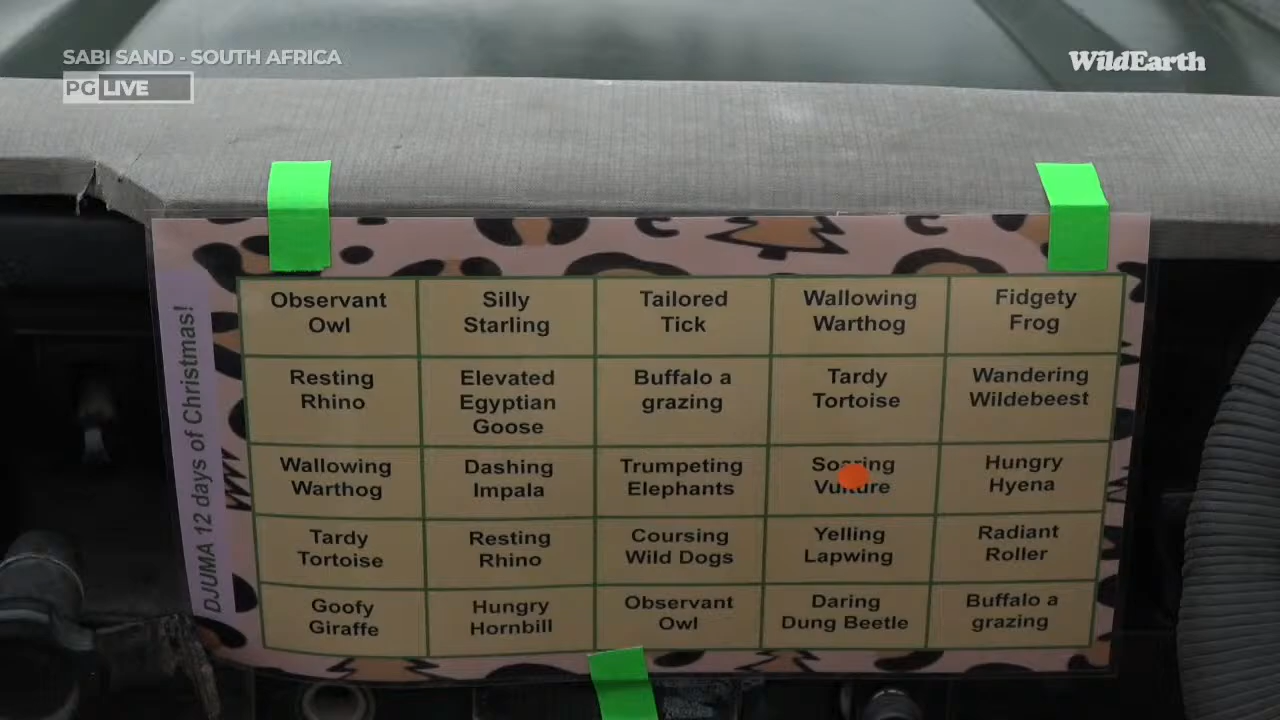 SABI SAND - SOUTH AFRICA
PG LIVE
WildEarth
DJUMA 12 days of Christmas!
Observant
Owl
Silly
Starling
Tailored
Tick
Wallowing
Warthog
Fidgety
Frog
Resting
Rhino
Elevated
Egyptian
Goose
Buffalo a
grazing
Tardy
Tortoise
Wandering
Wildebeest
Wallowing
Warthog
Dashing
Impala
Trumpeting
Elephants
Soaring
Vulture
Hungry
Hyena
Tardy
Tortoise
Resting
Rhino
Coursing
Wild Dogs
Yelling
Lapwing
Radiant
Roller
Goofy
Giraffe
Hungry
Hornbill
Observant
Owl
Daring
Dung Beetle
Buffalo a
grazing